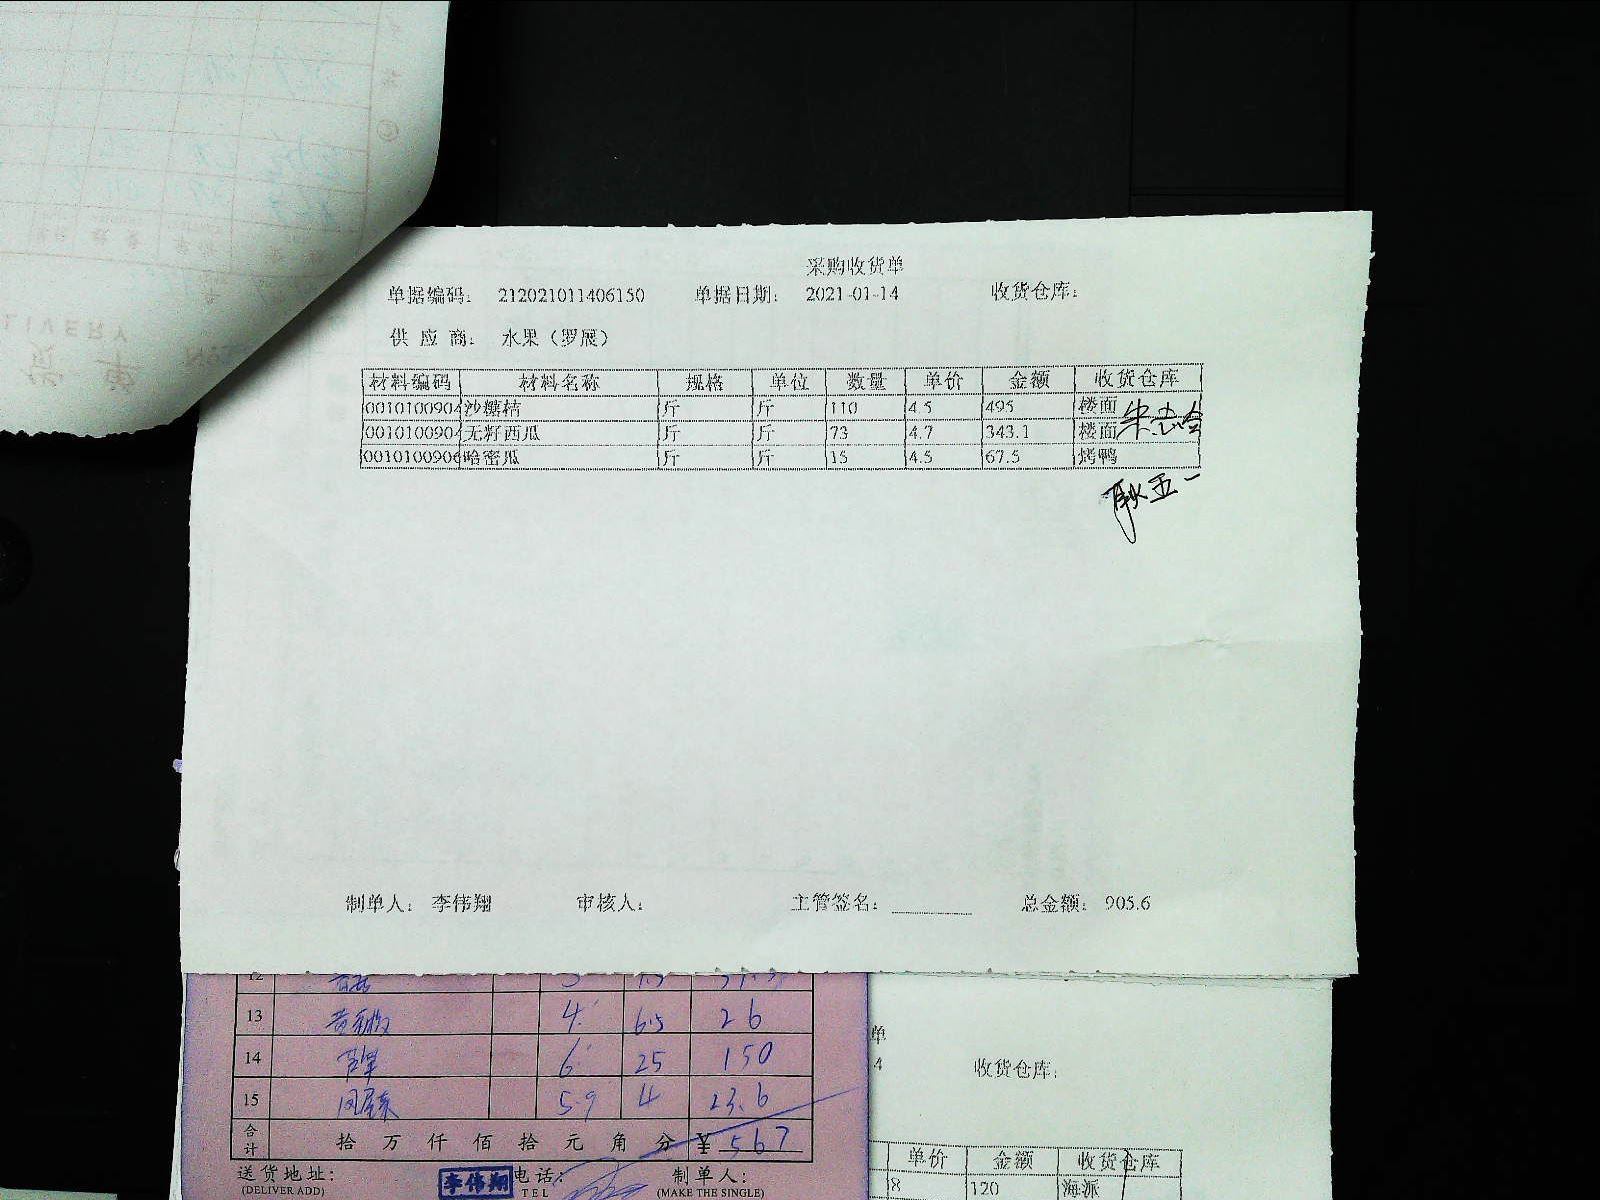 采购收货单
单据编码： 212021011406150 单据日期： 2021-01-14 收货仓库：
供 应 商： 水果（罗展）
材料编码 材料名称 规格 单位 数量 单价 金额 收货仓库
0010100904 沙糖桔 斤 斤 110 4.5 495 楼面
0010100904 无籽西瓜 斤 斤 73 4.7 343.1 楼面
0010100906 哈密瓜 斤 斤 15 4.5 67.5 烤鸭
制单人： 李伟翔 审核人： 主管签名： 总金额： 905.6
12
13 4 6.5 26
14 6 25 150
15 5.9 4 23.6
合计 拾 万 仟 佰 拾 元 角 分 ¥ 567
送货地址： 李伟翔 电话： 制单人：
(DELIVER ADD) TEL (MAKE THE SINGLE)
单
4 收货仓库：
单价 金额 收货仓库
8 120 海派
LIVERY